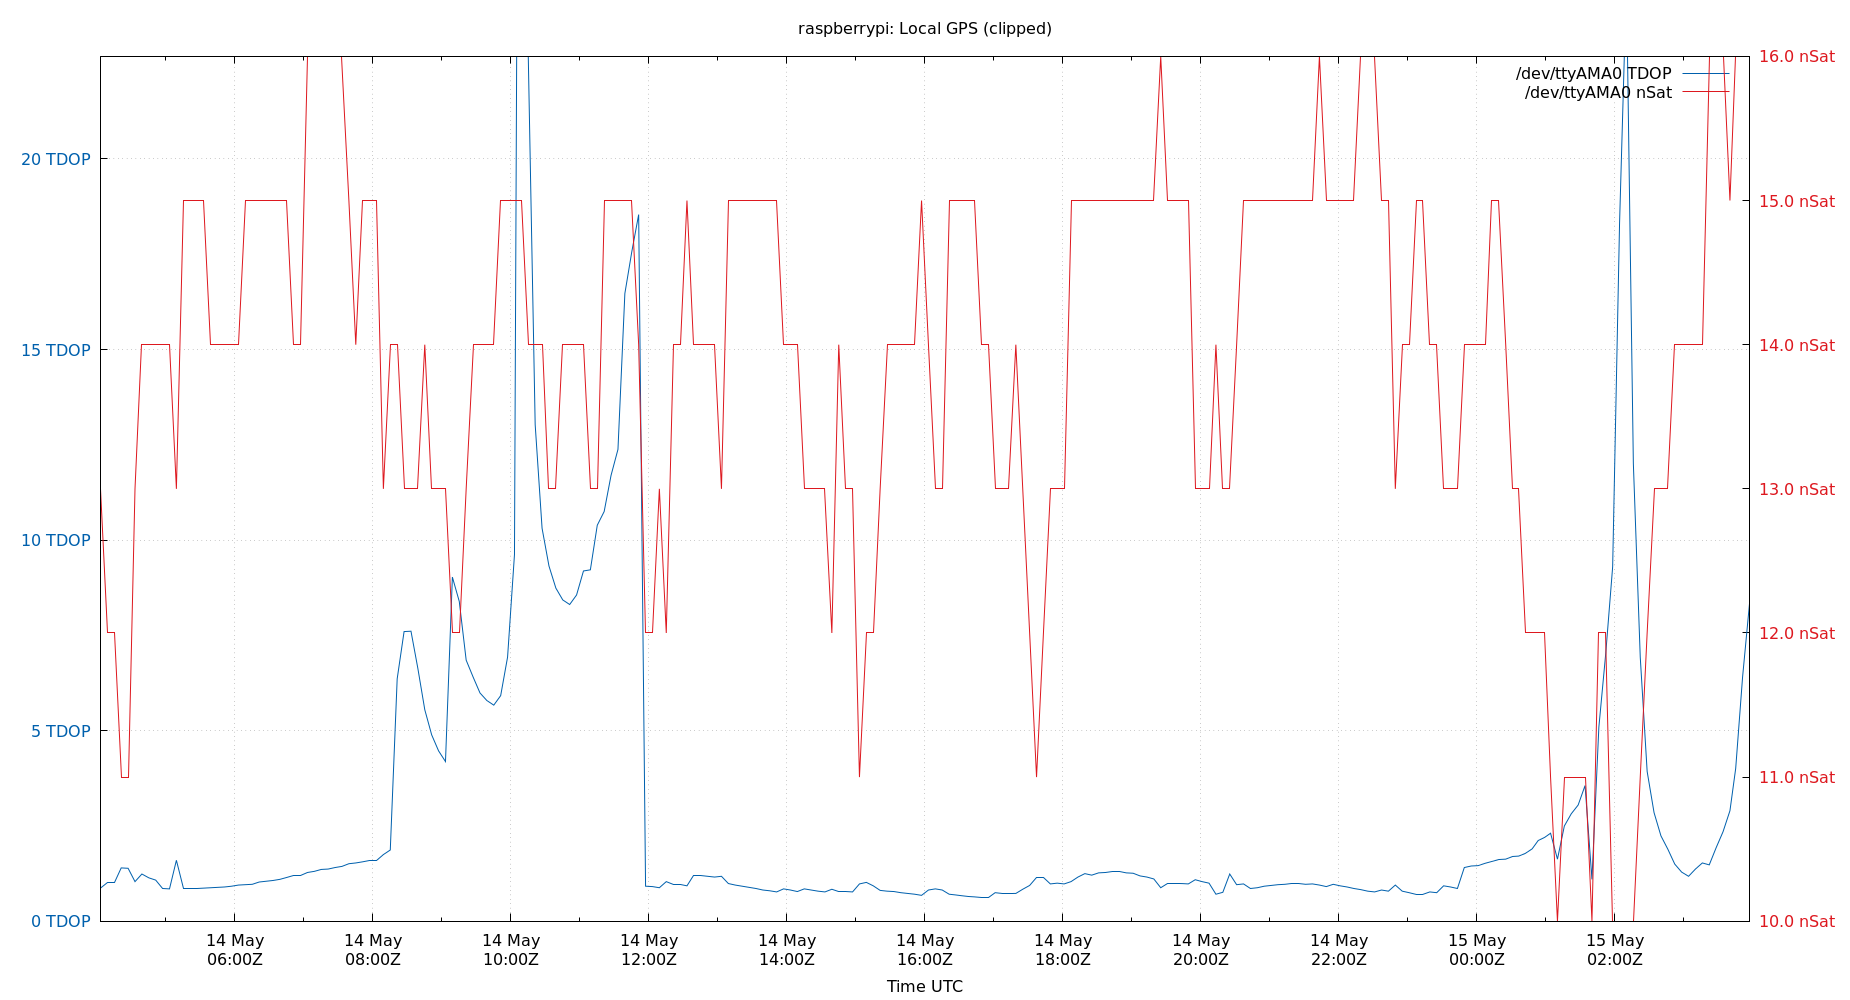 raspberrypi: Local GPS (clipped)
/dev/ttyAMA0 TDOP
/dev/ttyAMA0 nSat
20 TDOP
15 TDOP
10 TDOP
5 TDOP
0 TDOP
16.0 nSat
15.0 nSat
14.0 nSat
13.0 nSat
12.0 nSat
11.0 nSat
10.0 nSat
14 May
06:00Z
14 May
08:00Z
14 May
10:00Z
14 May
12:00Z
14 May
14:00Z
14 May
16:00Z
14 May
18:00Z
14 May
20:00Z
14 May
22:00Z
15 May
00:00Z
15 May
02:00Z
Time UTC